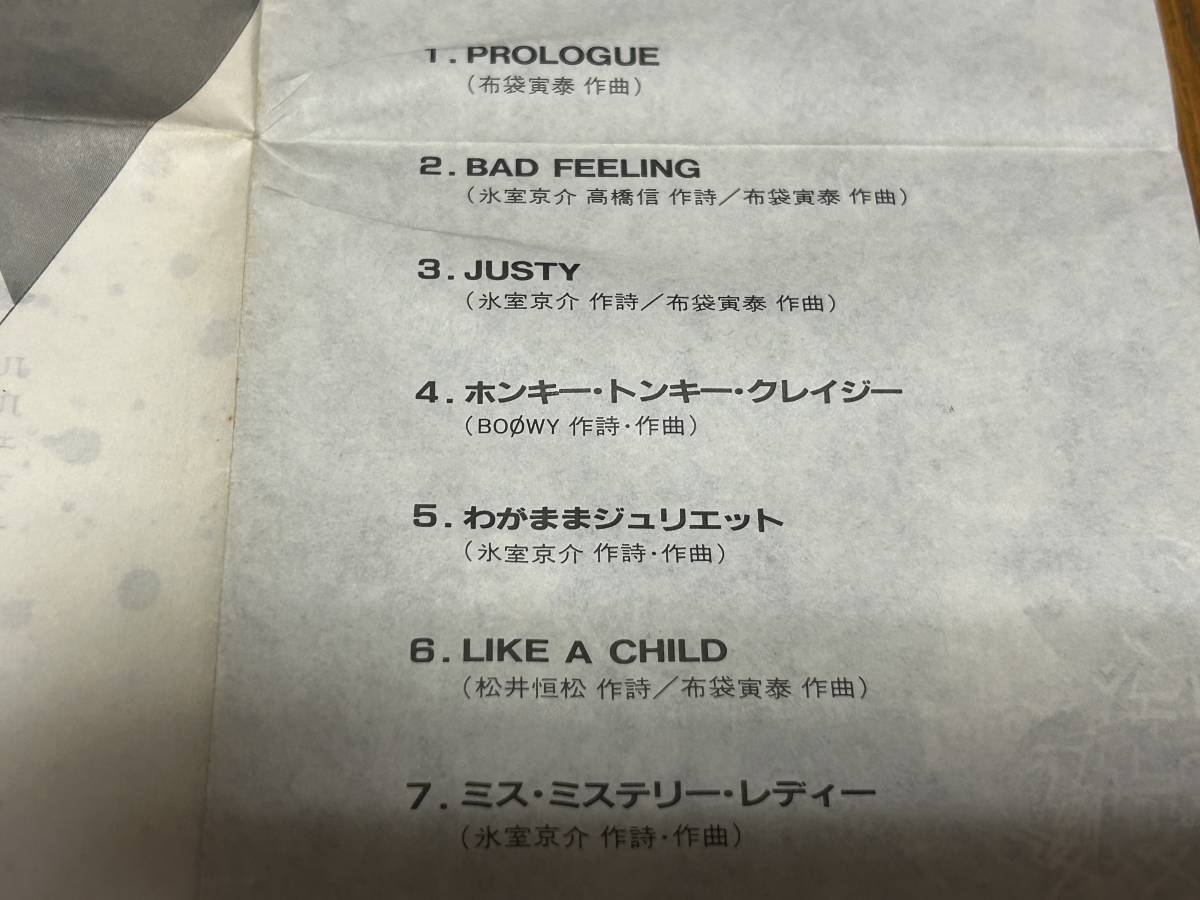 1. PROLOGUE
(布袋寅泰 作曲)
2. BAD FEELING
(氷室京介 高橋信 作詩/布袋寅泰 作曲)
3. JUSTY
(氷室京介 作詩/布袋寅泰 作曲)
4. ホンキー・トンキー・クレイジー
(BOØWY 作詩・作曲)
5. わがままジュリエット
(氷室京介 作詩・作曲)
6. LIKE A CHILD
(松井恒松 作詩/布袋寅泰 作曲)
7. ミス・ミステリー・レディー
(氷室京介 作詩・作曲)